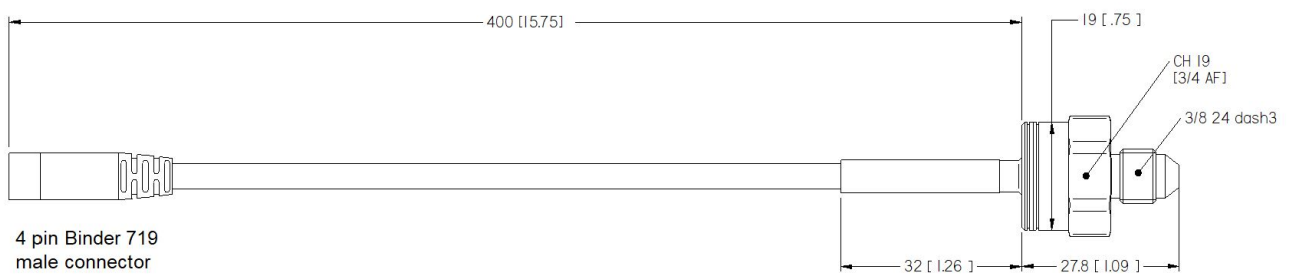 400 [15.75]
19 [ .75 ]
CH 19
[3/4 AF]
3/8 24 dash3
4 pin Binder 719
male connector
32 [ 1.26 ]
27.8 [ 1.09 ]